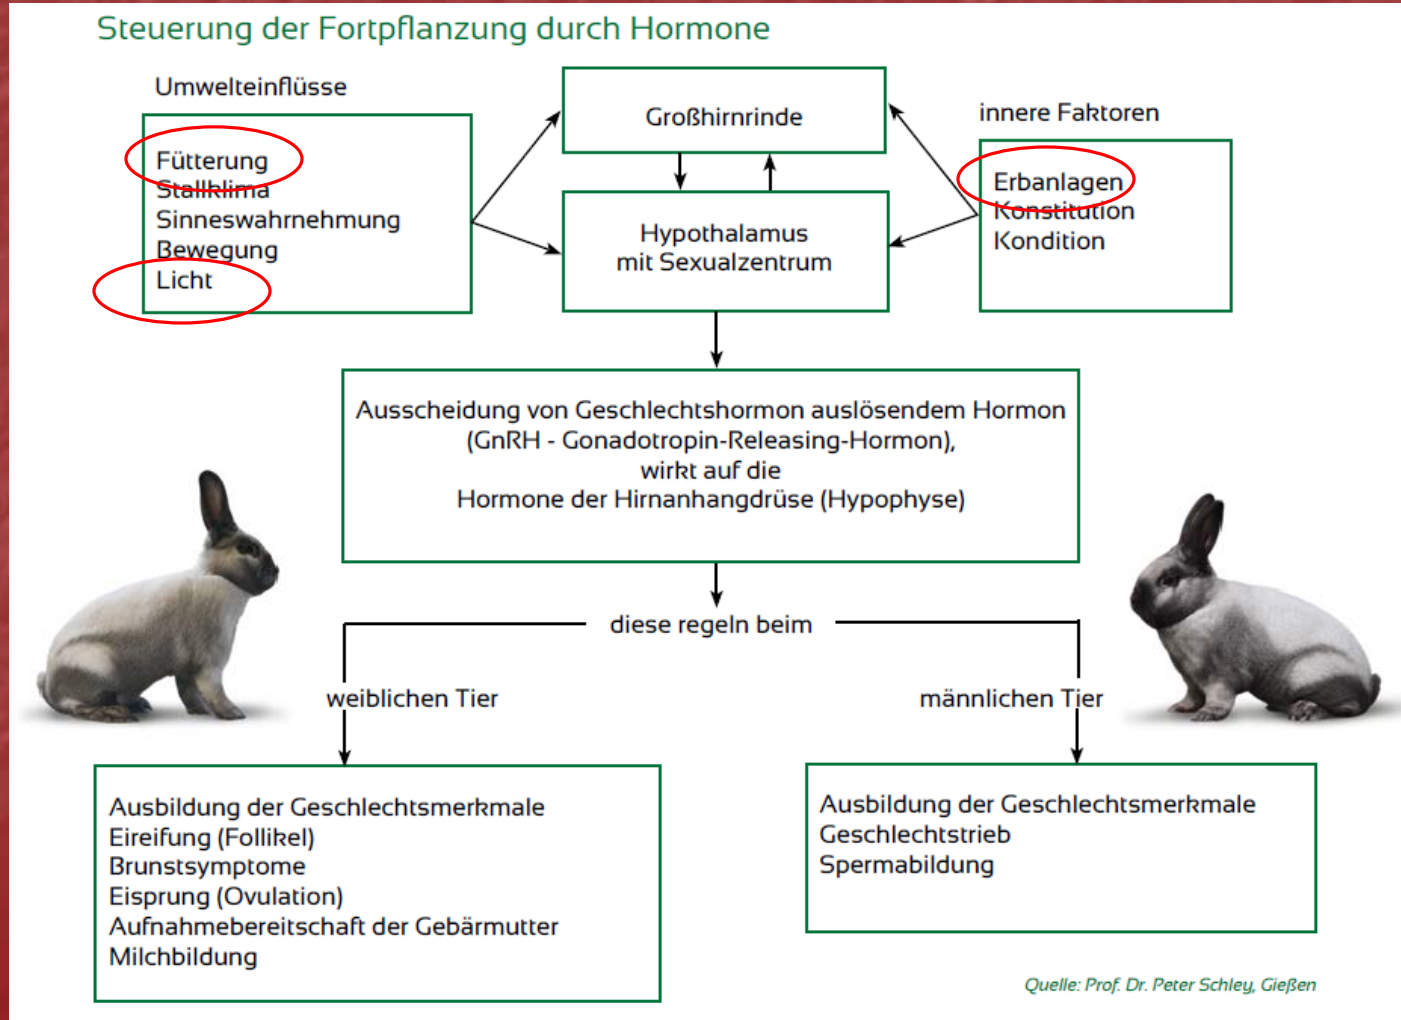 Steuerung der Fortpflanzung durch Hormone
Umwelteinflüsse
Fütterung
Stallklima
Sinneswahrnehmung
Bewegung
Licht
Großhirnrinde
Hypothalamus
mit Sexualzentrum
innere Faktoren
Erbanlagen
Konstitution
Kondition
Ausscheidung von Geschlechtshormon auslösendem Hormon
(GnRH - Gonadotropin-Releasing-Hormon),
wirkt auf die
Hormone der Hirnanhangdrüse (Hypophyse)
diese regeln beim
weiblichen Tier
männlichen Tier
Ausbildung der Geschlechtsmerkmale
Eireifung (Follikel)
Brunstsymptome
Eisprung (Ovulation)
Aufnahmebereitschaft der Gebärmutter
Milchbildung
Ausbildung der Geschlechtsmerkmale
Geschlechtstrieb
Spermabildung
Quelle: Prof. Dr. Peter Schley, Gießen